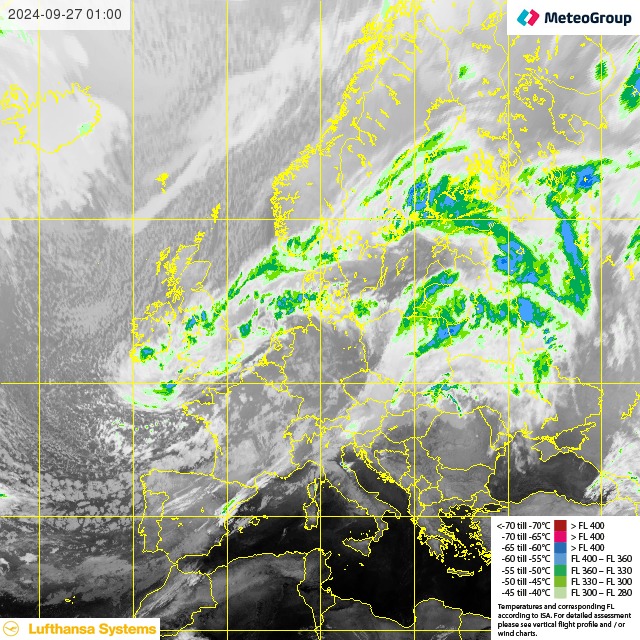 2024-09-27 01:00
MeteoGroup
<-70 till -70°C > FL 400
-70 till -65°C > FL 400
-65 till -60°C > FL 400
-60 till -55°C FL 400 – FL 360
-55 till -50°C FL 360 – FL 330
-50 till -45°C FL 330 – FL 300
-45 till -40°C FL 300 – FL 280
Temperatures and corresponding FL
according to ISA. For detailed assessment
please see vertical flight profile and / or
wind charts.
Lufthansa Systems